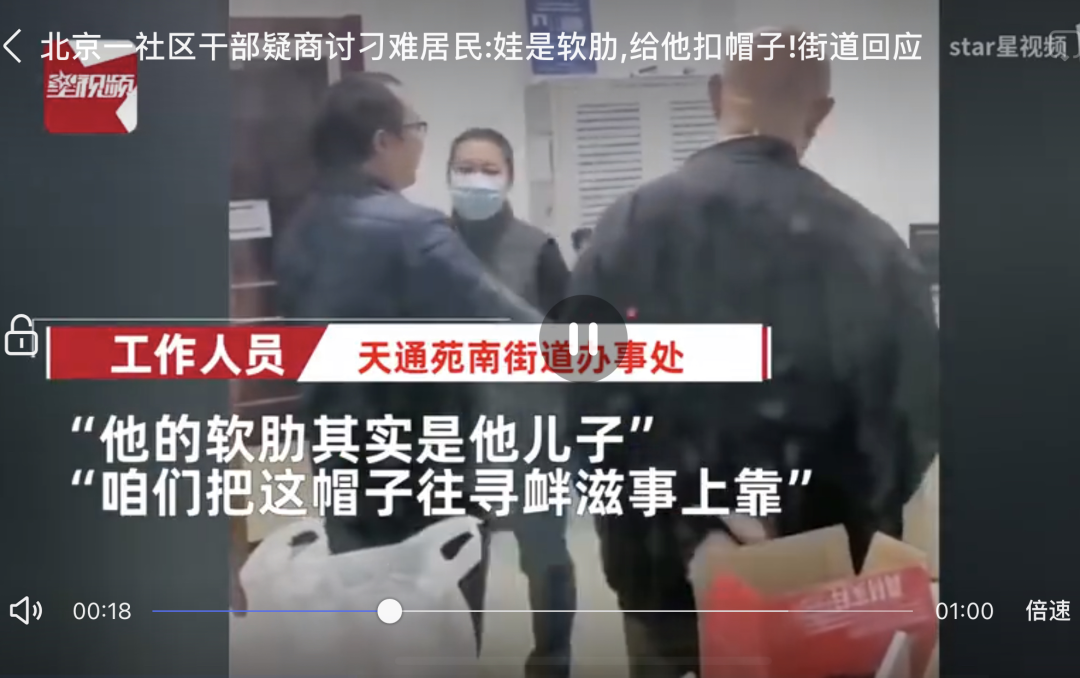 北京一社区干部疑商讨刁难居民:娃是软肋,给他扣帽子!街道回应
star星视频
星视频
工作人员
天通苑南街道办事处
“他的软肋其实是他儿子”
“咱们把这帽子往寻衅滋事上靠”
00:18
01:00
倍速